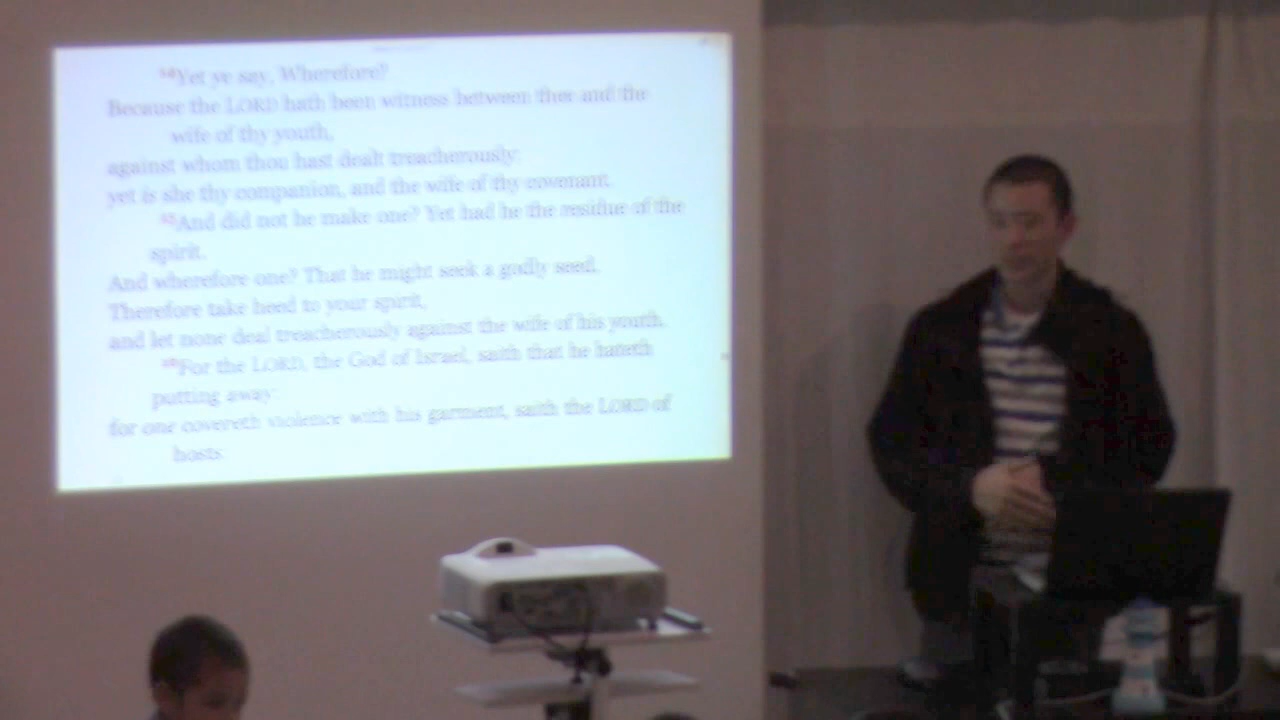 14Yet ye say, Wherefore?
Because the LORD hath been witness between thee and the
wife of thy youth,
against whom thou hast dealt treacherously:
yet is she thy companion, and the wife of thy covenant.
15And did not he make one? Yet had he the residue of the
spirit.
And wherefore one? That he might seek a godly seed.
Therefore take heed to your spirit,
and let none deal treacherously against the wife of his youth.
16For the LORD, the God of Israel, saith that he hateth
putting away:
for one covereth violence with his garment, saith the LORD of
hosts: